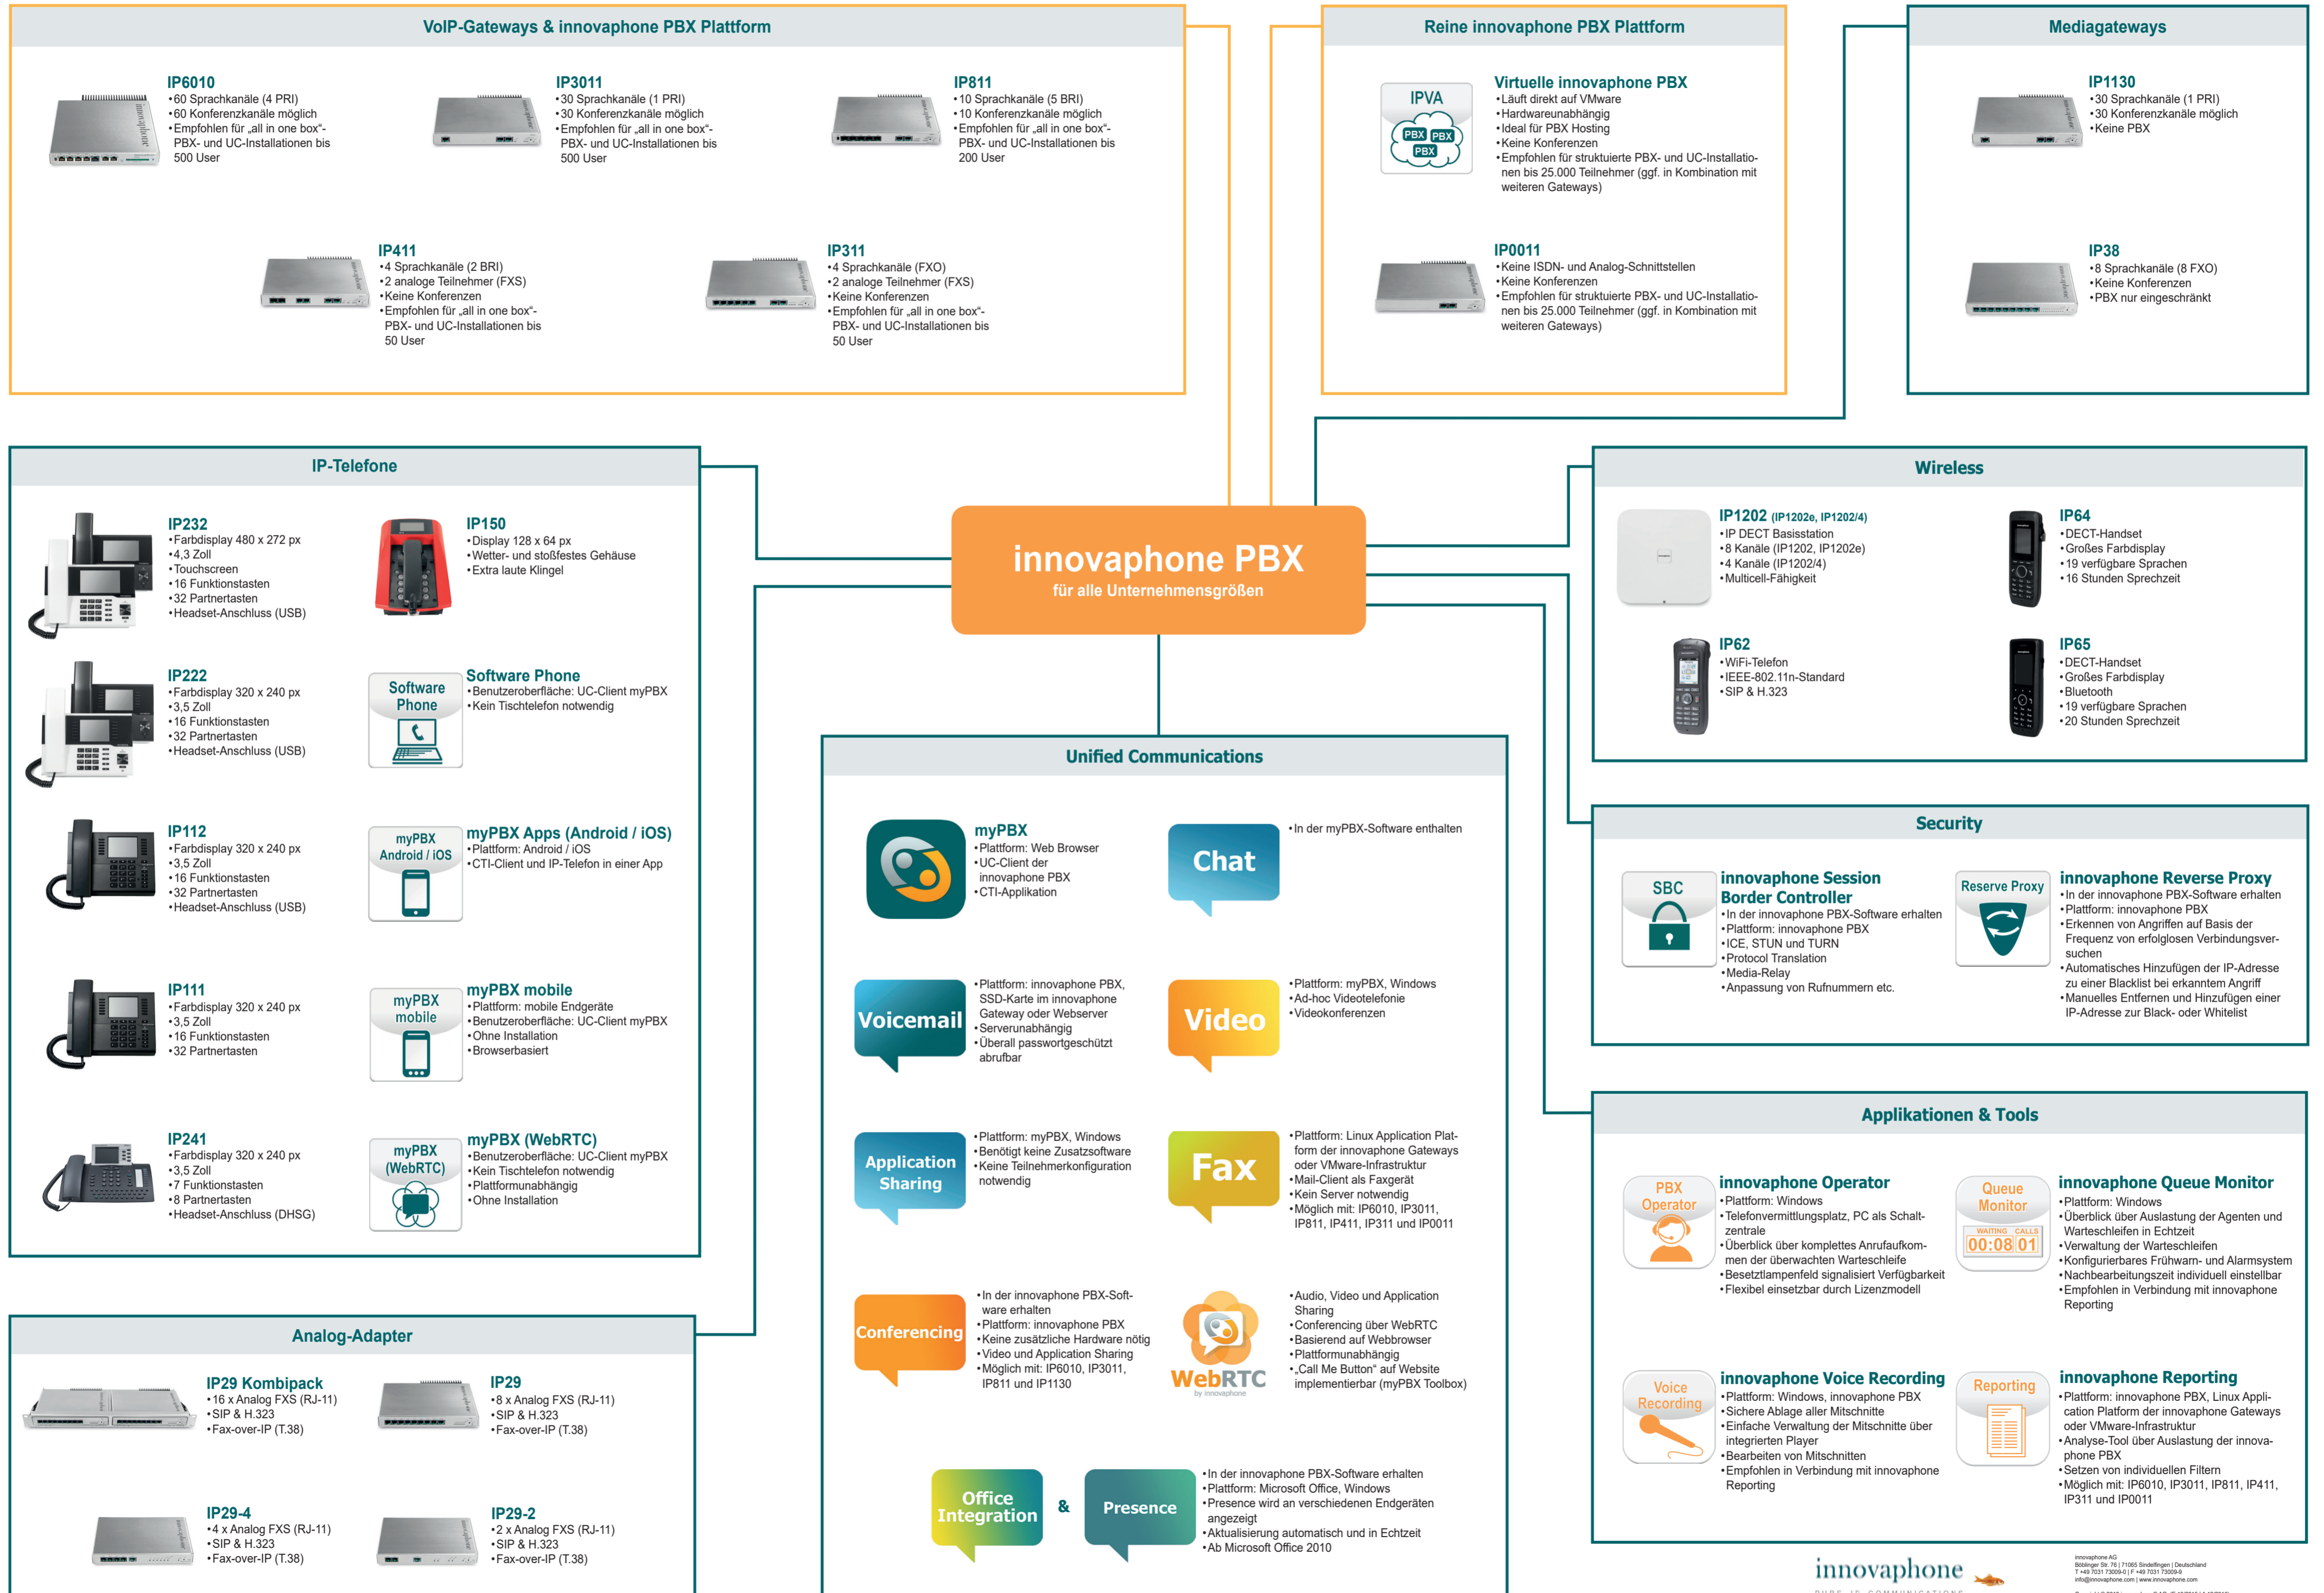 VoIP-Gateways & innovaphone PBX Plattform
IP6010
•60 Sprachkanäle (4 PRI)
•60 Konferenzkanäle möglich
•Empfohlen für „all in one box“-
PBX- und UC-Installationen bis
500 User
IP3011
•30 Sprachkanäle (1 PRI)
•30 Konferenzkanäle möglich
•Empfohlen für „all in one box“-
PBX- und UC-Installationen bis
500 User
IP811
•10 Sprachkanäle (5 BRI)
•10 Konferenzkanäle möglich
•Empfohlen für „all in one box“-
PBX- und UC-Installationen bis
200 User
IP411
•4 Sprachkanäle (2 BRI)
•2 analoge Teilnehmer (FXS)
•Keine Konferenzen
•Empfohlen für „all in one box“-
PBX- und UC-Installationen bis
50 User
IP311
•4 Sprachkanäle (FXO)
•2 analoge Teilnehmer (FXS)
•Keine Konferenzen
•Empfohlen für „all in one box“-
PBX- und UC-Installationen bis
50 User
Reine innovaphone PBX Plattform
IPVA
PBX PBX
PBX
Virtuelle innovaphone PBX
•Läuft direkt auf VMware
•Hardwareunabhängig
•Ideal für PBX Hosting
•Keine Konferenzen
•Empfohlen für struktuierte PBX- und UC-Installatio-
nen bis 25.000 Teilnehmer (ggf. in Kombination mit
weiteren Gateways)
IP0011
•Keine ISDN- und Analog-Schnittstellen
•Keine Konferenzen
•Empfohlen für struktuierte PBX- und UC-Installatio-
nen bis 25.000 Teilnehmer (ggf. in Kombination mit
weiteren Gateways)
Mediagateways
IP1130
•30 Sprachkanäle (1 PRI)
•30 Konferenzkanäle möglich
•Keine PBX
IP38
•8 Sprachkanäle (8 FXO)
•Keine Konferenzen
•PBX nur eingeschränkt
IP-Telefone
IP232
•Farbdisplay 480 x 272 px
•4,3 Zoll
•Touchscreen
•16 Funktionstasten
•32 Partnertasten
•Headset-Anschluss (USB)
IP150
•Display 128 x 64 px
•Wetter- und stoßfestes Gehäuse
•Extra laute Klingel
IP222
•Farbdisplay 320 x 240 px
•3,5 Zoll
•16 Funktionstasten
•32 Partnertasten
•Headset-Anschluss (USB)
Software
Phone
Software Phone
•Benutzeroberfläche: UC-Client myPBX
•Kein Tischtelefon notwendig
IP112
•Farbdisplay 320 x 240 px
•3,5 Zoll
•16 Funktionstasten
•32 Partnertasten
•Headset-Anschluss (USB)
myPBX
Android / iOS
myPBX Apps (Android / iOS)
•Plattform: Android / iOS
•CTI-Client und IP-Telefon in einer App
IP111
•Farbdisplay 320 x 240 px
•3,5 Zoll
•16 Funktionstasten
•32 Partnertasten
myPBX
mobile
myPBX mobile
•Plattform: mobile Endgeräte
•Benutzeroberfläche: UC-Client myPBX
•Ohne Installation
•Browserbasiert
IP241
•Farbdisplay 320 x 240 px
•3,5 Zoll
•7 Funktionstasten
•8 Partnertasten
•Headset-Anschluss (DHSG)
myPBX
(WebRTC)
myPBX (WebRTC)
•Benutzeroberfläche: UC-Client myPBX
•Kein Tischtelefon notwendig
•Plattformunabhängig
•Ohne Installation
innovaphone PBX
für alle Unternehmensgrößen
Wireless
IP1202 (IP1202e, IP1202/4)
•IP DECT Basisstation
•8 Kanäle (IP1202, IP1202e)
•4 Kanäle (IP1202/4)
•Multicell-Fähigkeit
IP64
•DECT-Handset
•Großes Farbdisplay
•19 verfügbare Sprachen
•16 Stunden Sprechzeit
IP62
•WiFi-Telefon
•IEEE-802.11n-Standard
•SIP & H.323
IP65
•DECT-Handset
•Großes Farbdisplay
•Bluetooth
•19 verfügbare Sprachen
•20 Stunden Sprechzeit
Unified Communications
myPBX
•Plattform: Web Browser
•UC-Client der
innovaphone PBX
•CTI-Applikation
Chat
•In der myPBX-Software enthalten
Voicemail
•Plattform: innovaphone PBX,
SSD-Karte im innovaphone
Gateway oder Webserver
•Serverunabhängig
•Überall passwortgeschützt
abrufbar
Video
•Plattform: myPBX, Windows
•Ad-hoc Videotelefonie
•Videokonferenzen
Application
Sharing
•Plattform: myPBX, Windows
•Benötigt keine Zusatzsoftware
•Keine Teilnehmerkonfiguration
notwendig
Fax
•Plattform: Linux Application Plat-
form der innovaphone Gateways
oder VMware-Infrastruktur
•Mail-Client als Faxgerät
•Kein Server notwendig
•Möglich mit: IP6010, IP3011,
IP811, IP411, IP311 und IP0011
Conferencing
•In der innovaphone PBX-Soft-
ware erhalten
•Plattform: innovaphone PBX
•Keine zusätzliche Hardware nötig
•Video und Application Sharing
•Möglich mit: IP6010, IP3011,
IP811 und IP1130
WebRTC
by innovaphone
•Audio, Video und Application
Sharing
•Conferencing über WebRTC
•Basierend auf Webbrowser
•Plattformunabhängig
•„Call Me Button“ auf Website
implementierbar (myPBX Toolbox)
Office
Integration
&
Presence
•In der innovaphone PBX-Software erhalten
•Plattform: Microsoft Office, Windows
•Presence wird an verschiedenen Endgeräten
angezeigt
•Aktualisierung automatisch und in Echtzeit
•Ab Microsoft Office 2010
Security
SBC
innovaphone Session
Border Controller
•In der innovaphone PBX-Software erhalten
•Plattform: innovaphone PBX
•ICE, STUN und TURN
•Protocol Translation
•Media-Relay
•Anpassung von Rufnummern etc.
Reserve Proxy
innovaphone Reverse Proxy
•In der innovaphone PBX-Software erhalten
•Plattform: innovaphone PBX
•Erkennen von Angriffen auf Basis der
Frequenz von erfolglosen Verbindungsver-
suchen
•Automatisches Hinzufügen der IP-Adresse
zu einer Blacklist bei erkanntem Angriff
•Manuelles Entfernen und Hinzufügen einer
IP-Adresse zur Black- oder Whitelist
Applikationen & Tools
PBX
Operator
innovaphone Operator
•Plattform: Windows
•Telefonvermittlungsplatz, PC als Schalt-
zentrale
•Überblick über komplettes Anrufaufkom-
men der überwachten Warteschleife
•Besetztlampenfeld signalisiert Verfügbarkeit
•Flexibel einsetzbar durch Lizenzmodell
Queue
Monitor
WAITING CALLS
00:08 01
innovaphone Queue Monitor
•Plattform: Windows
•Überblick über Auslastung der Agenten und
Warteschleifen in Echtzeit
•Verwaltung der Warteschleifen
•Konfigurierbares Frühwarn- und Alarmsystem
•Nachbearbeitungszeit individuell einstellbar
•Empfohlen in Verbindung mit innovaphone
Reporting
Voice
Recording
innovaphone Voice Recording
•Plattform: Windows, innovaphone PBX
•Sichere Ablage aller Mitschnitte
•Einfache Verwaltung der Mitschnitte über
integrierten Player
•Bearbeiten von Mitschnitten
•Empfohlen in Verbindung mit innovaphone
Reporting
Reporting
innovaphone Reporting
•Plattform: innovaphone PBX, Linux Appli-
cation Platform der innovaphone Gateways
oder VMware-Infrastruktur
•Analyse-Tool über Auslastung der innova-
phone PBX
•Setzen von individuellen Filtern
•Möglich mit: IP6010, IP3011, IP811, IP411,
IP311 und IP0011
Analog-Adapter
IP29 Kombipack
•16 x Analog FXS (RJ-11)
•SIP & H.323
•Fax-over-IP (T.38)
IP29
•8 x Analog FXS (RJ-11)
•SIP & H.323
•Fax-over-IP (T.38)
IP29-4
•4 x Analog FXS (RJ-11)
•SIP & H.323
•Fax-over-IP (T.38)
IP29-2
•2 x Analog FXS (RJ-11)
•SIP & H.323
•Fax-over-IP (T.38)
innovaphone
PURE IP COMMUNICATIONS
innovaphone AG
Böblinger Str. 76 | 71065 Sindelfingen | Deutschland
T +49 7031 73009-0 | F +49 7031 73009-9
info@innovaphone.com | www.innovaphone.com